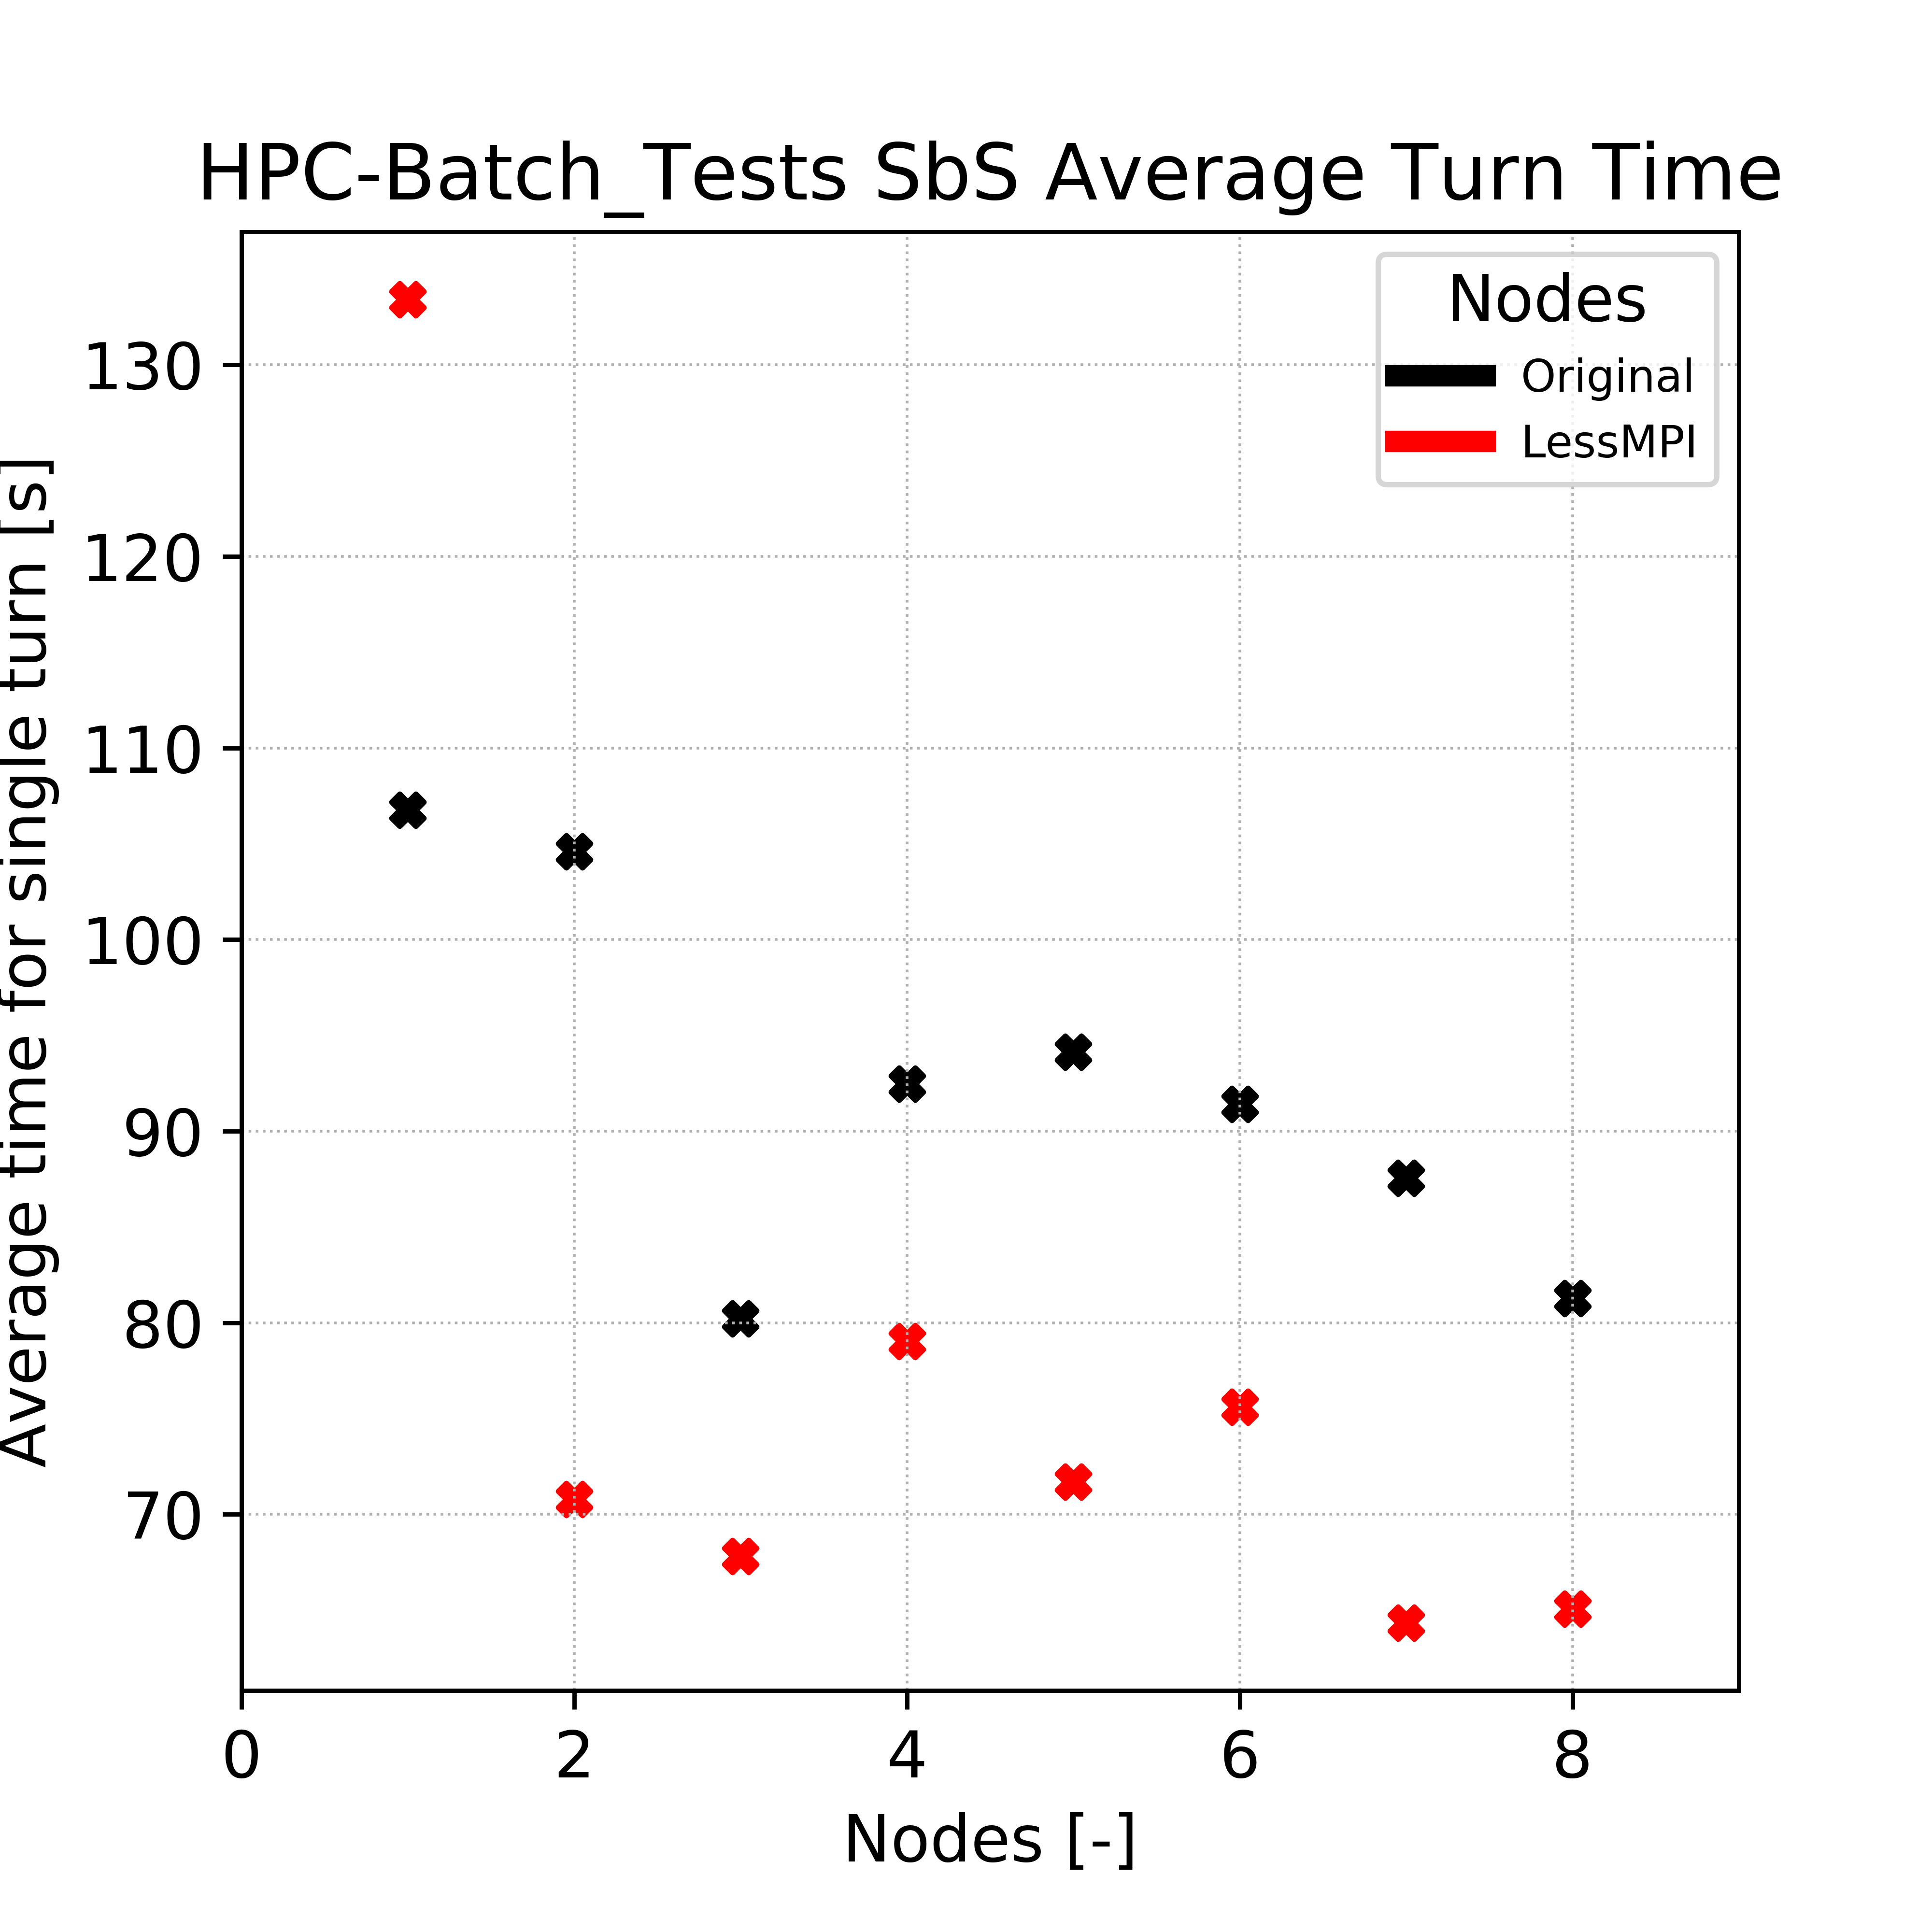 HPC-Batch_Tests SbS Average Turn Time
Nodes
Original
LessMPI
Average time for single turn [s]
130
120
110
100
90
80
70
0 2 4 6 8
Nodes [-]